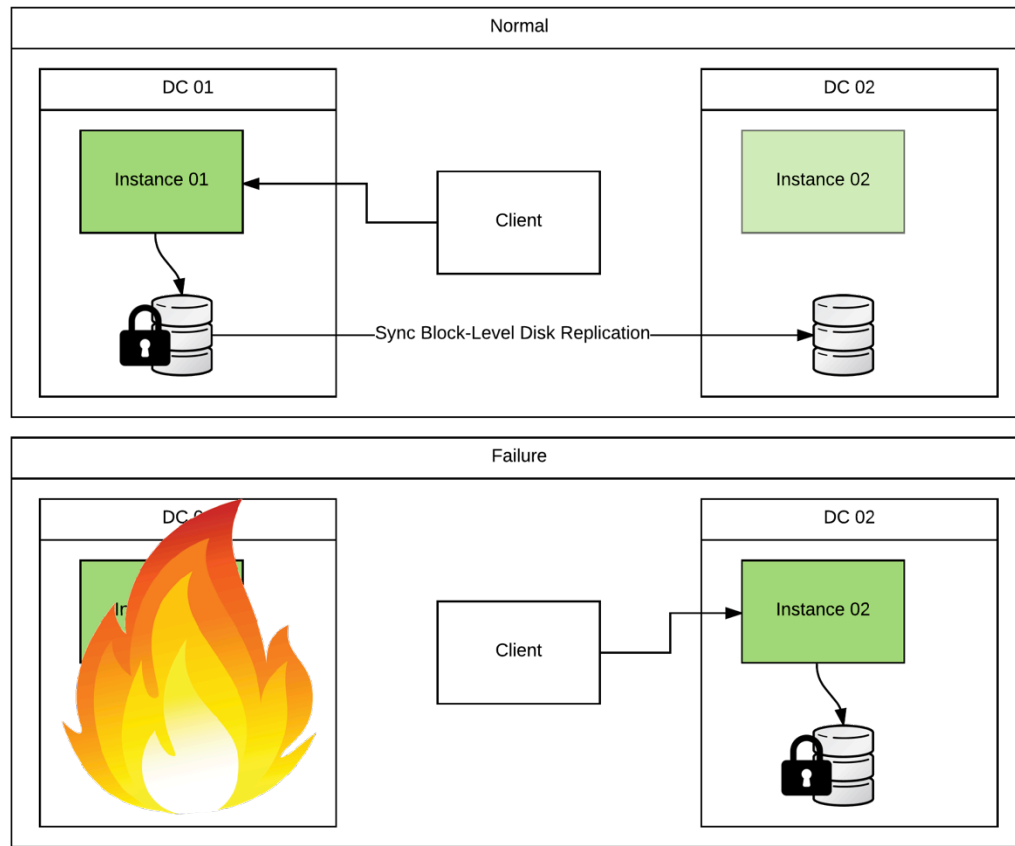 Normal
DC 01
DC 02
Instance 01
Instance 02
Client
Sync Block-Level Disk Replication
Failure
DC
DC 02
Instance 02
Client